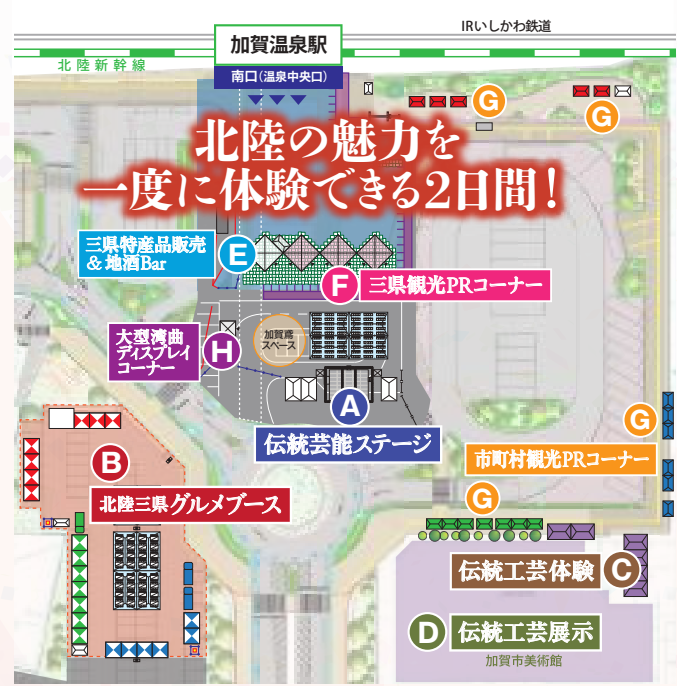 IRいしかわ鉄道
加賀温泉駅
北陸新幹線
南口(温泉中央口)
G
G
北陸の魅力を
一度に体験できる2日間!
三県特産品販売
&地酒Bar
E
F
三県観光PRコーナー
大型湾曲
ディスプレイ
コーナー
H
加賀鳶
スペース
A
伝統芸能ステージ
G
B
市町村観光PRコーナー
北陸三県グルメブース
G
伝統工芸体験
C
D
伝統工芸展示
加賀市美術館